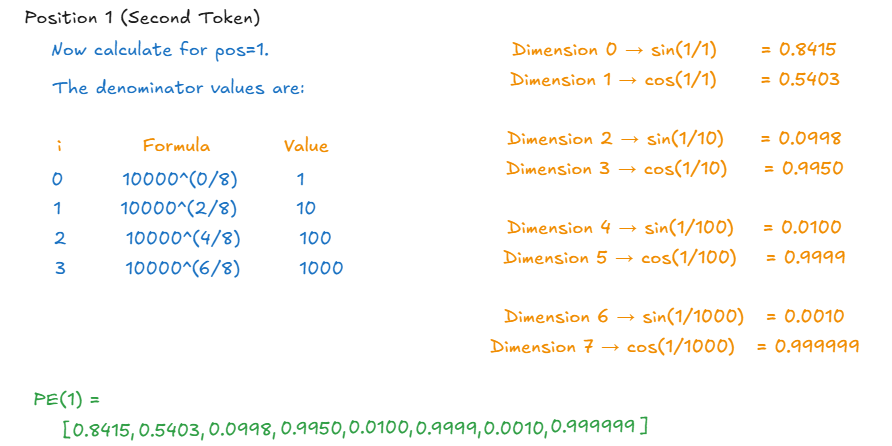 Position 1 (Second Token)
Now calculate for pos=1.
The denominator values are:
i Formula Value
0 10000^(0/8) 1
1 10000^(2/8) 10
2 10000^(4/8) 100
3 10000^(6/8) 1000
Dimension 0 → sin(1/1) = 0.8415
Dimension 1 → cos(1/1) = 0.5403
Dimension 2 → sin(1/10) = 0.0998
Dimension 3 → cos(1/10) = 0.9950
Dimension 4 → sin(1/100) = 0.0100
Dimension 5 → cos(1/100) = 0.9999
Dimension 6 → sin(1/1000) = 0.0010
Dimension 7 → cos(1/1000) = 0.999999
PE(1) =
[0.8415, 0.5403, 0.0998, 0.9950, 0.0100, 0.9999, 0.0010, 0.999999 ]